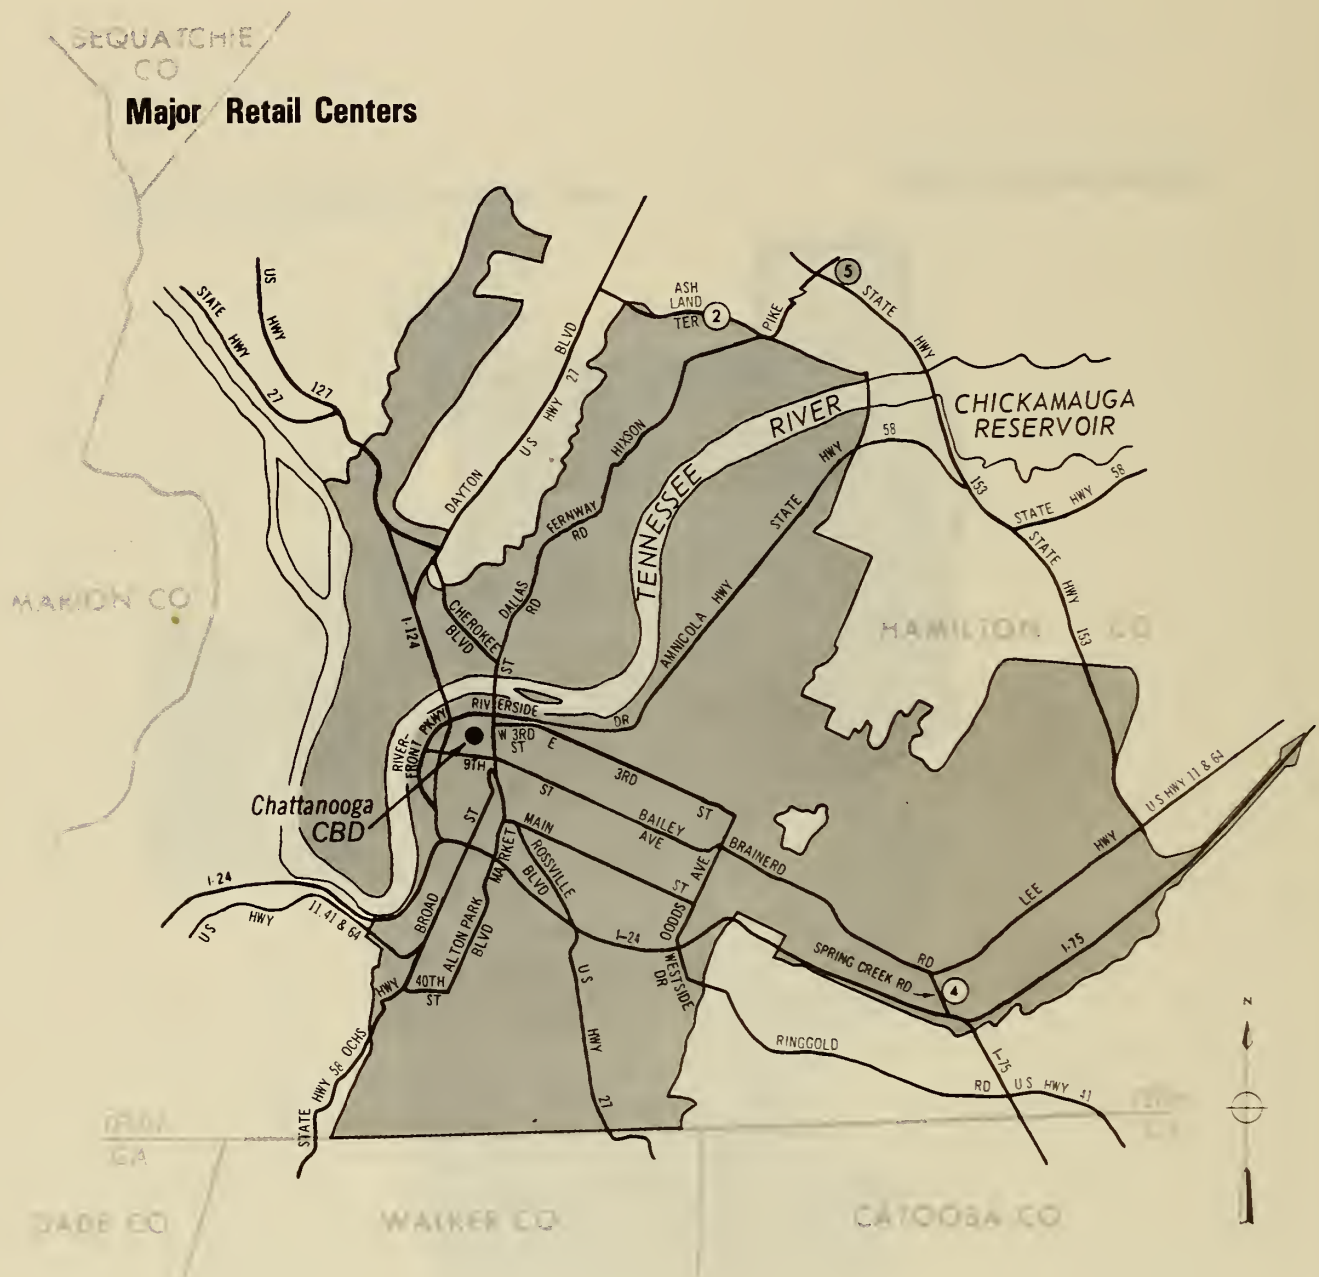 SEQUATCHIE
CO
Major Retail Centers
US
HWY
127
STATE
HWY
27
ASH
LAND
TER
2
PIKE
5
STATE
HWY
153
BLVD
US HWY 27
DAYTON
HIXSON
FERNWAY
RD
DALLAS
RD
TENNESSEE
RIVER
CHICKAMAUGA
RESERVOIR
58
HWY
STATE
STATE HWY 58
STATE
HWY
153
MARION CO
HAMILTON CO
AMNICOLA HWY
CHEROKEE
BLVD
I-124
ST
RIVERSIDE
DR
RIVER-
FRONT
PKWY
W 3RD
ST
E
3RD
ST
9TH
ST
BAILEY
AVE
Chattanooga
CBD
ST
MAIN
ST
MARKET
ROSSVILLE
BLVD
AVE
DODDS
BRAINERD
RD
US HWY 11 & 64
LEE
HWY
I-75
I-24
US
HWY
11, 41 & 64
BROAD
ALTON PARK
BLVD
I-24
WESTSIDE
DR
SPRING CREEK RD
4
40TH
ST
HWY
OCHS
STATE HWY 58
US
HWY
27
RINGGOLD
RD
US HWY 41
I-75
N
GA
DADE CO
WALKER CO
CATOOSA CO